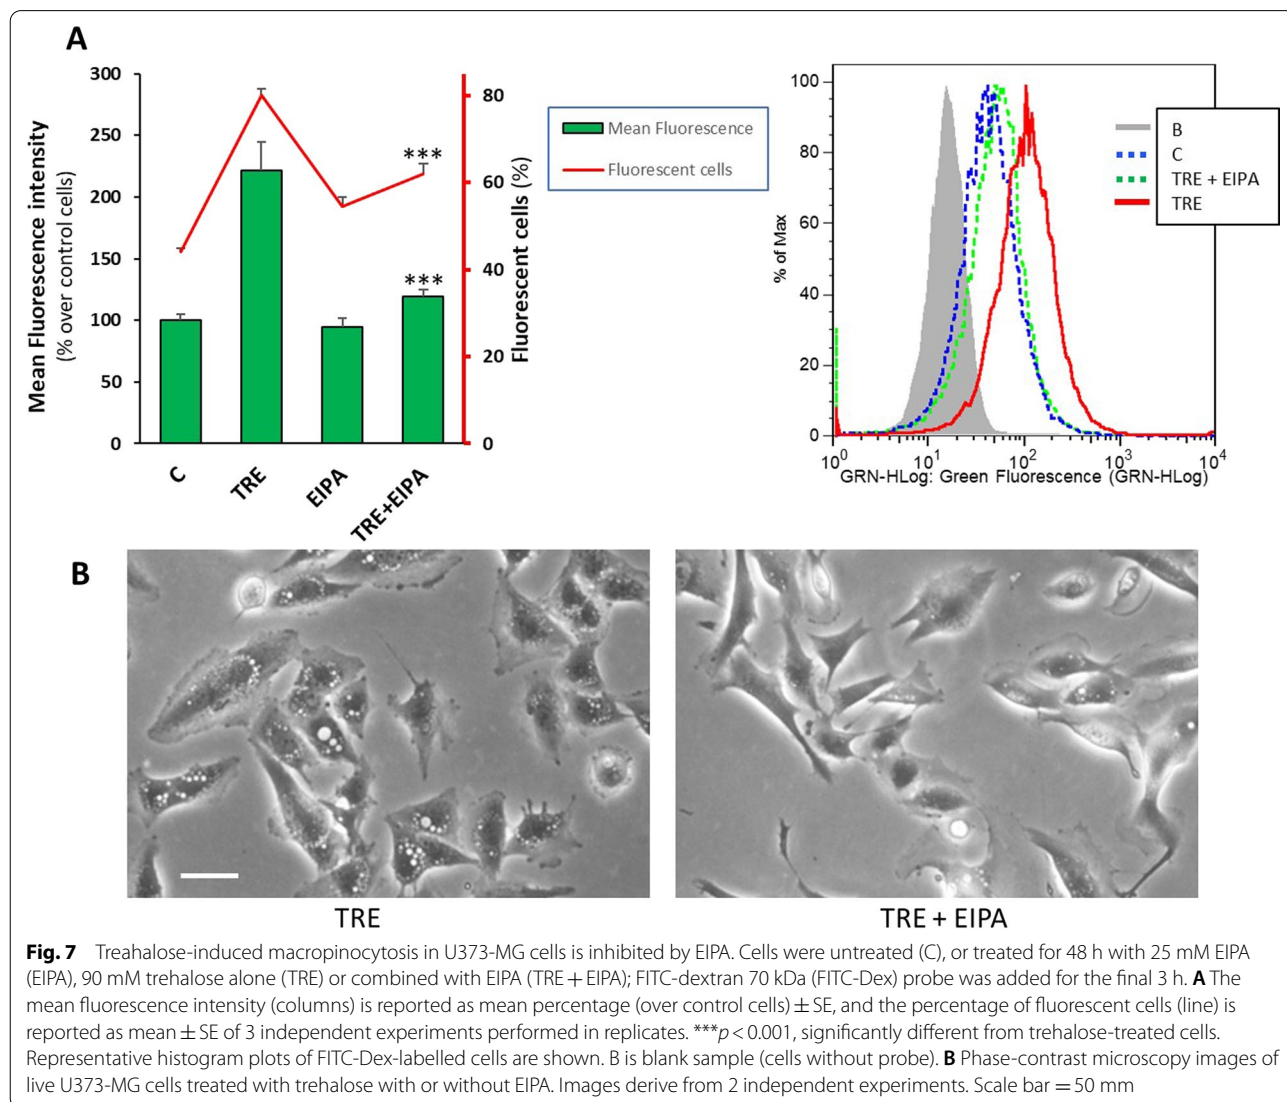 A
300
250
200
150
100
50
0
Mean Fluorescence intensity
(% over control cells)
80
60
40
20
0
Fluorescent cells (%)
***
***
C
TRE
EIPA
TRE+EIPA
Mean Fluorescence
Fluorescent cells
100
80
60
40
20
0
% of Max
10^0
10^1
10^2
10^3
10^4
GRN-HLog: Green Fluorescence (GRN-HLog)
B
C
TRE + EIPA
TRE
B
TRE
TRE + EIPA
Fig. 7 Treahalose-induced macropinocytosis in U373-MG cells is inhibited by EIPA. Cells were untreated (C), or treated for 48 h with 25 mM EIPA
(EIPA), 90 mM trehalose alone (TRE) or combined with EIPA (TRE + EIPA); FITC-dextran 70 kDa (FITC-Dex) probe was added for the final 3 h. A The
mean fluorescence intensity (columns) is reported as mean percentage (over control cells) ± SE, and the percentage of fluorescent cells (line) is
reported as mean ± SE of 3 independent experiments performed in replicates. ***p < 0.001, significantly different from trehalose-treated cells.
Representative histogram plots of FITC-Dex-labelled cells are shown. B is blank sample (cells without probe). B Phase-contrast microscopy images of
live U373-MG cells treated with trehalose with or without EIPA. Images derive from 2 independent experiments. Scale bar = 50 mm